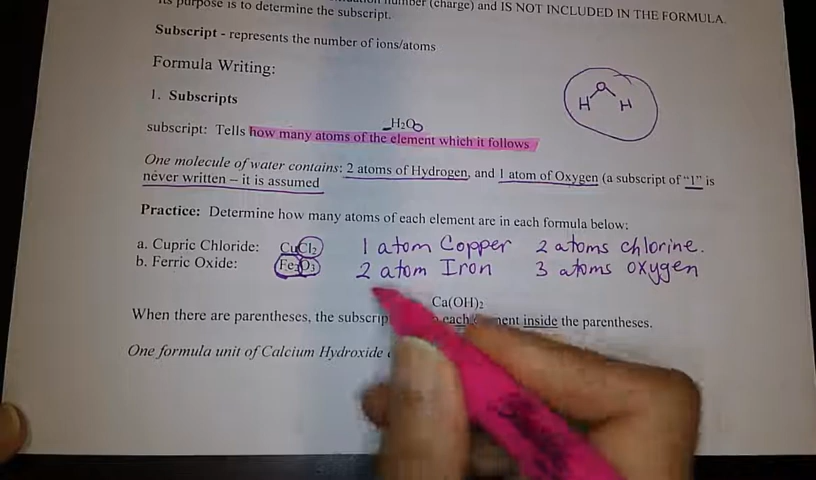 Its purpose is to determine the subscript. number (charge) and IS NOT INCLUDED IN THE FORMULA.
Subscript - represents the number of ions/atoms
Formula Writing:
1. Subscripts
H₂O
subscript: Tells how many atoms of the element which it follows
O
H H
One molecule of water contains: 2 atoms of Hydrogen, and 1 atom of Oxygen (a subscript of "1" is
never written – it is assumed
Practice: Determine how many atoms of each element are in each formula below:
a. Cupric Chloride: CuCl₂ 1 atom Copper 2 atoms chlorine.
b. Ferric Oxide: Fe₂O₃ 2 atom Iron 3 atoms oxygen
Ca(OH)₂
When there are parentheses, the each inside the parentheses.
One formula unit of Calcium Hydroxide